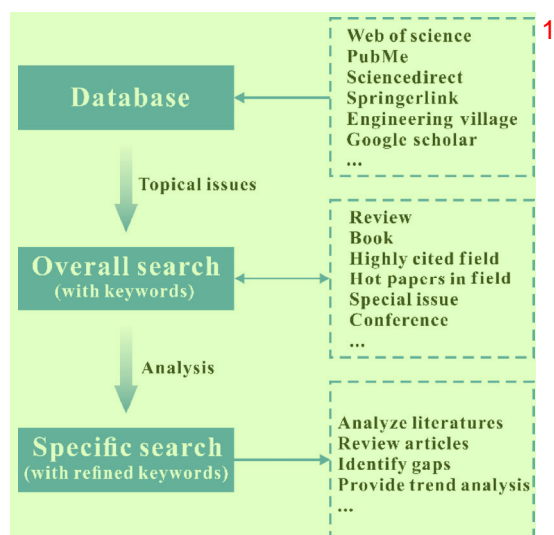 1
Web of science
PubMe
Sciencedirect
Springerlink
Engineering village
Google scholar
...
Database
Topical issues
Review
Book
Highly cited field
Hot papers in field
Special issue
Conference
...
Overall search
(with keywords)
Analysis
Analyze literatures
Review articles
Identify gaps
Provide trend analysis
...
Specific search
(with refined keywords)